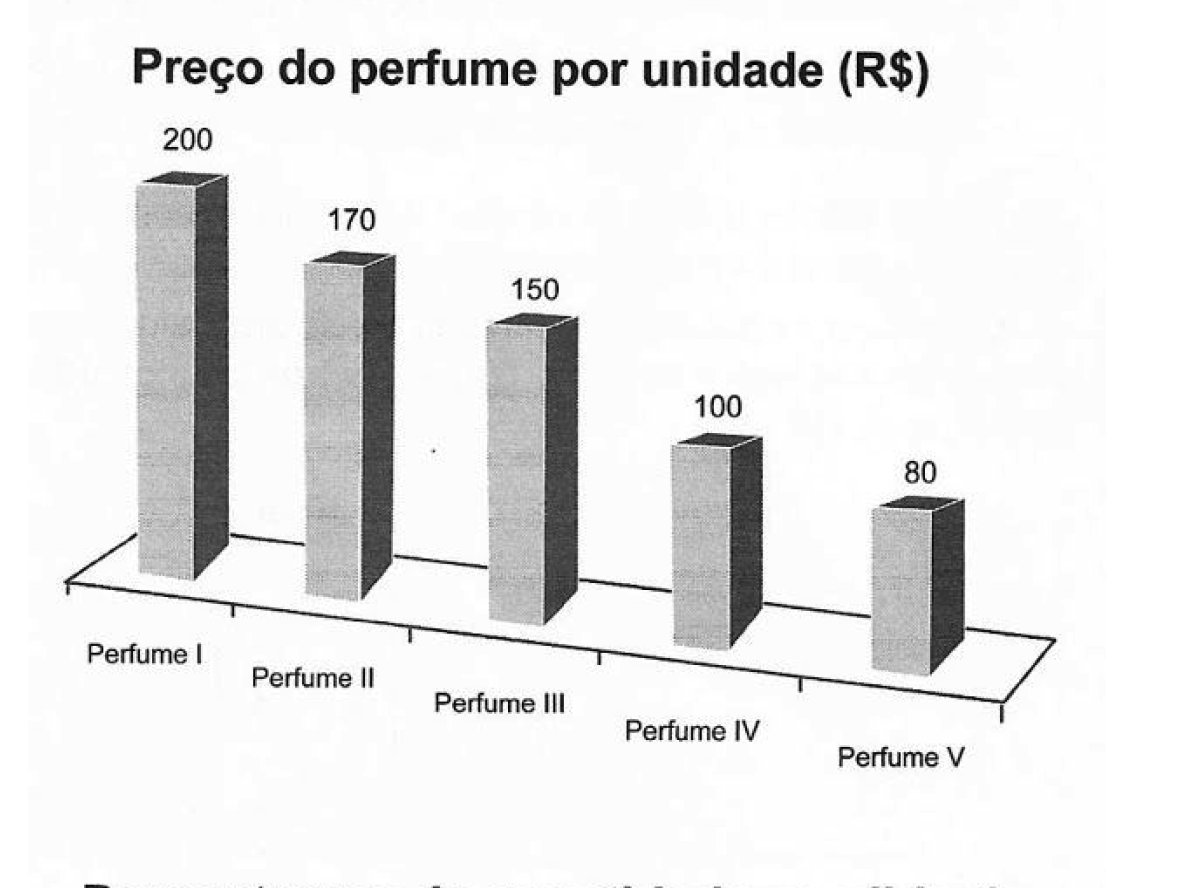 Preço do perfume por unidade (R$)
200
170
150
100
80
Perfume I
Perfume II
Perfume III
Perfume IV
Perfume V